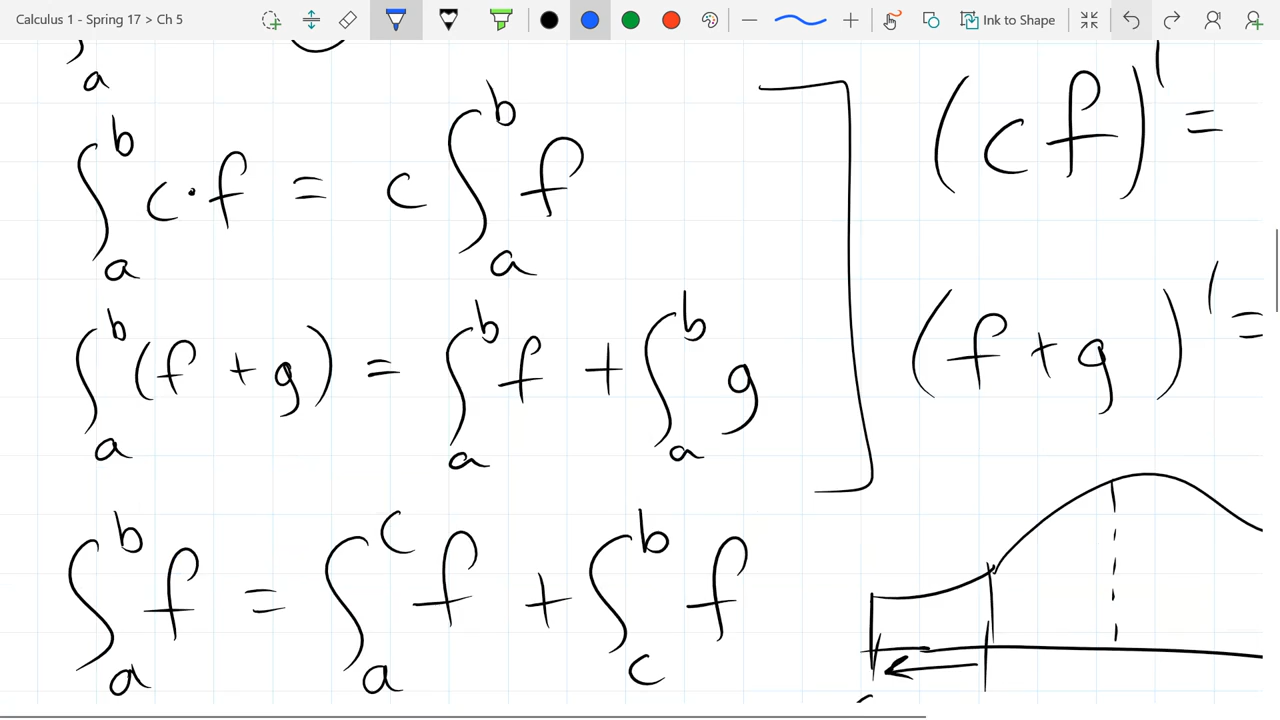 Calculus 1 - Spring 17 > Ch 5
Ink to Shape
a
∫_a^b c·f = c ∫_a^b f
(cf)' =
∫_a^b (f + g) = ∫_a^b f + ∫_a^b g
(f + g)' =
∫_a^b f = ∫_a^c f + ∫_c^b f